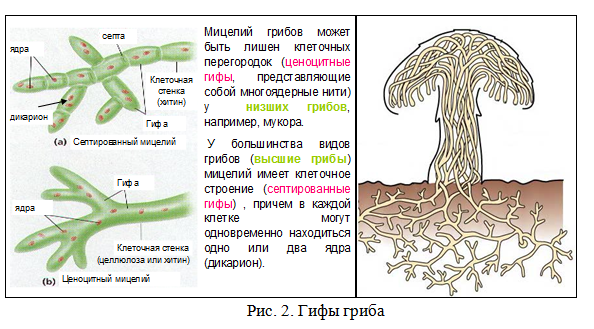 ядра
септа
Клеточная
стенка
(хитин)
дикарион
Гифа
(a) Септированный мицелий
Гифа
ядра
Клеточная стенка
(целлюлоза или хитин)
(b) Ценоцитный мицелий
Мицелий грибов может
быть лишен клеточных
перегородок (ценоцитные
гифы, представляющие
собой многоядерные нити)
у низших грибов,
например, мукора.
У большинства видов
грибов (высшие грибы)
мицелий имеет клеточное
строение (септированные
гифы) , причем в каждой
клетке могут
одновременно находиться
одно или два ядра
(дикарион).
Рис. 2. Гифы гриба